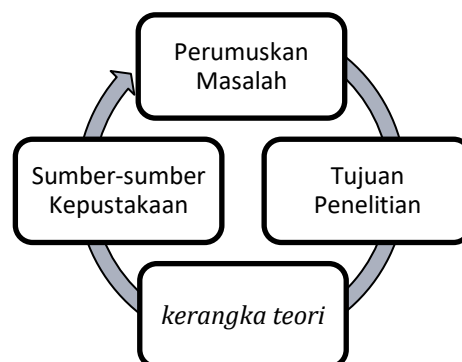 Perumuskan
Masalah
Tujuan
Penelitian
kerangka teori
Sumber-sumber
Kepustakaan